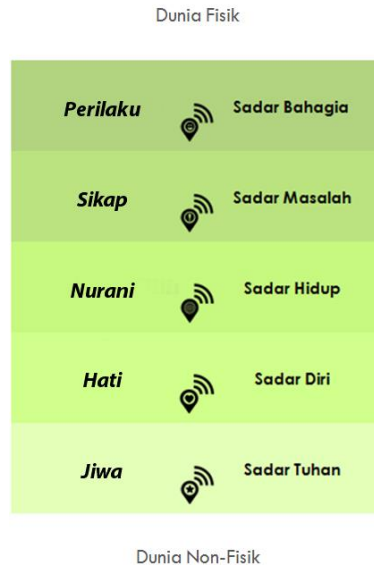 Dunia Fisik
Perilaku Sadar Bahagia
Sikap Sadar Masalah
Nurani Sadar Hidup
Hati Sadar Diri
Jiwa Sadar Tuhan
Dunia Non-Fisik